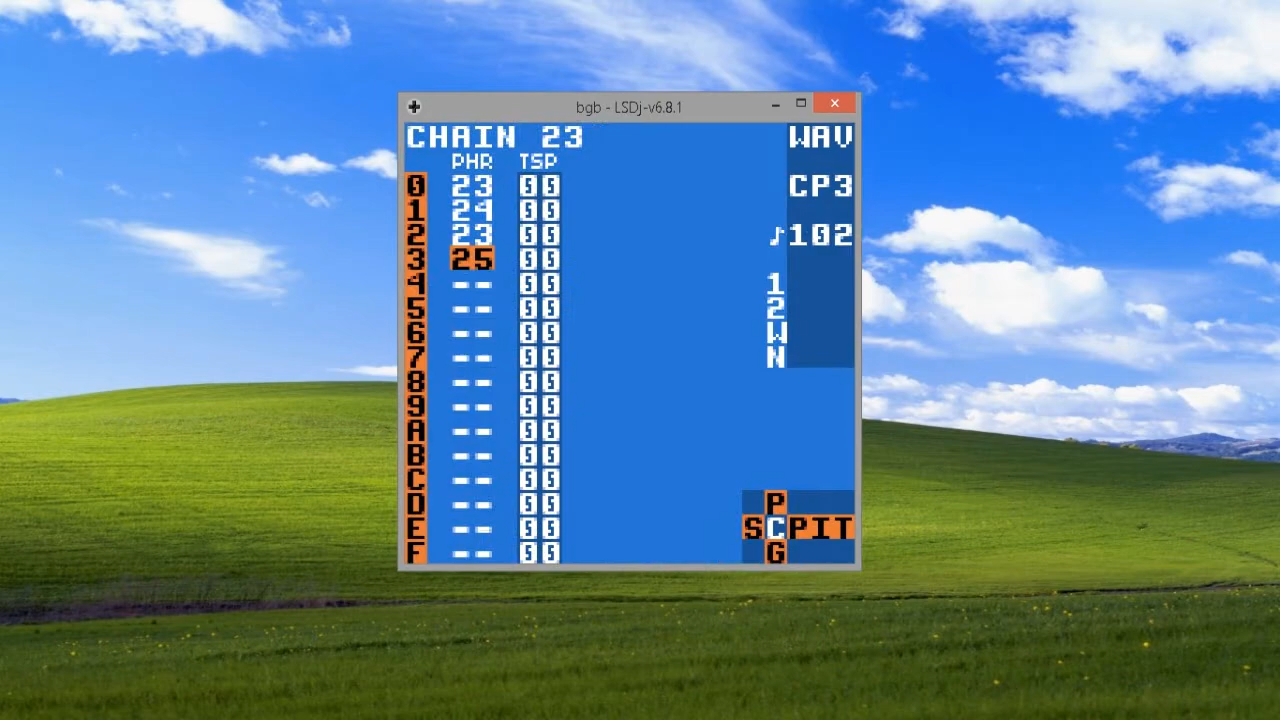 bgb - LSDj-v6.8.1
CHAIN 23 WAV
PHR TSP
0 23 00 CP3
1 24 00
2 23 00 ♪102
3 25 00
4 -- 00 1
5 -- 00 2
6 -- 00 W
7 -- 00 N
8 -- 00
9 -- 00
A -- 00
B -- 00
C -- 00
D -- 00 P
E -- 00 SCPIT
F -- 00 G